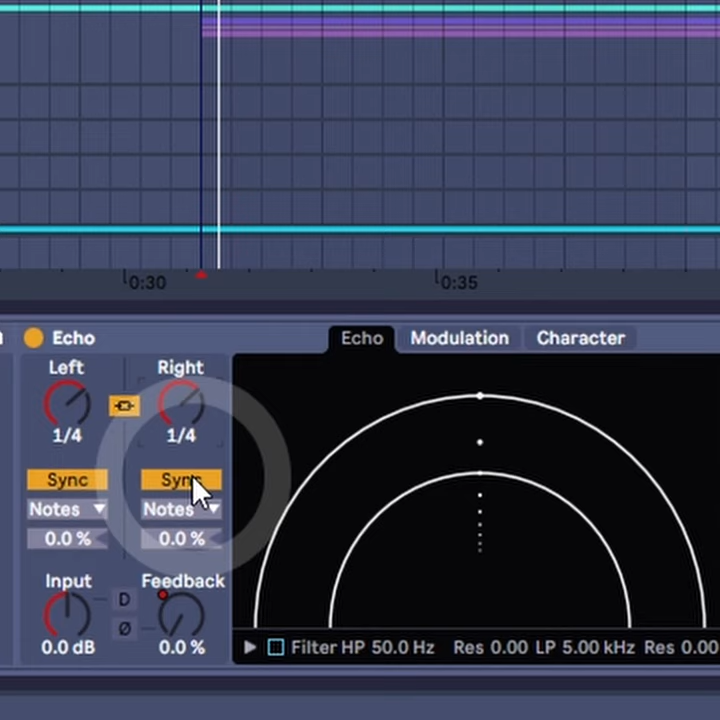 0:30 0:35
Echo Echo Modulation Character
Left Right
1/4 1/4
Sync Sync
Notes Notes
0.0 % 0.0 %
Input D Feedback
Ø
0.0 dB 0.0 % Filter HP 50.0 Hz Res 0.00 LP 5.00 kHz Res 0.00